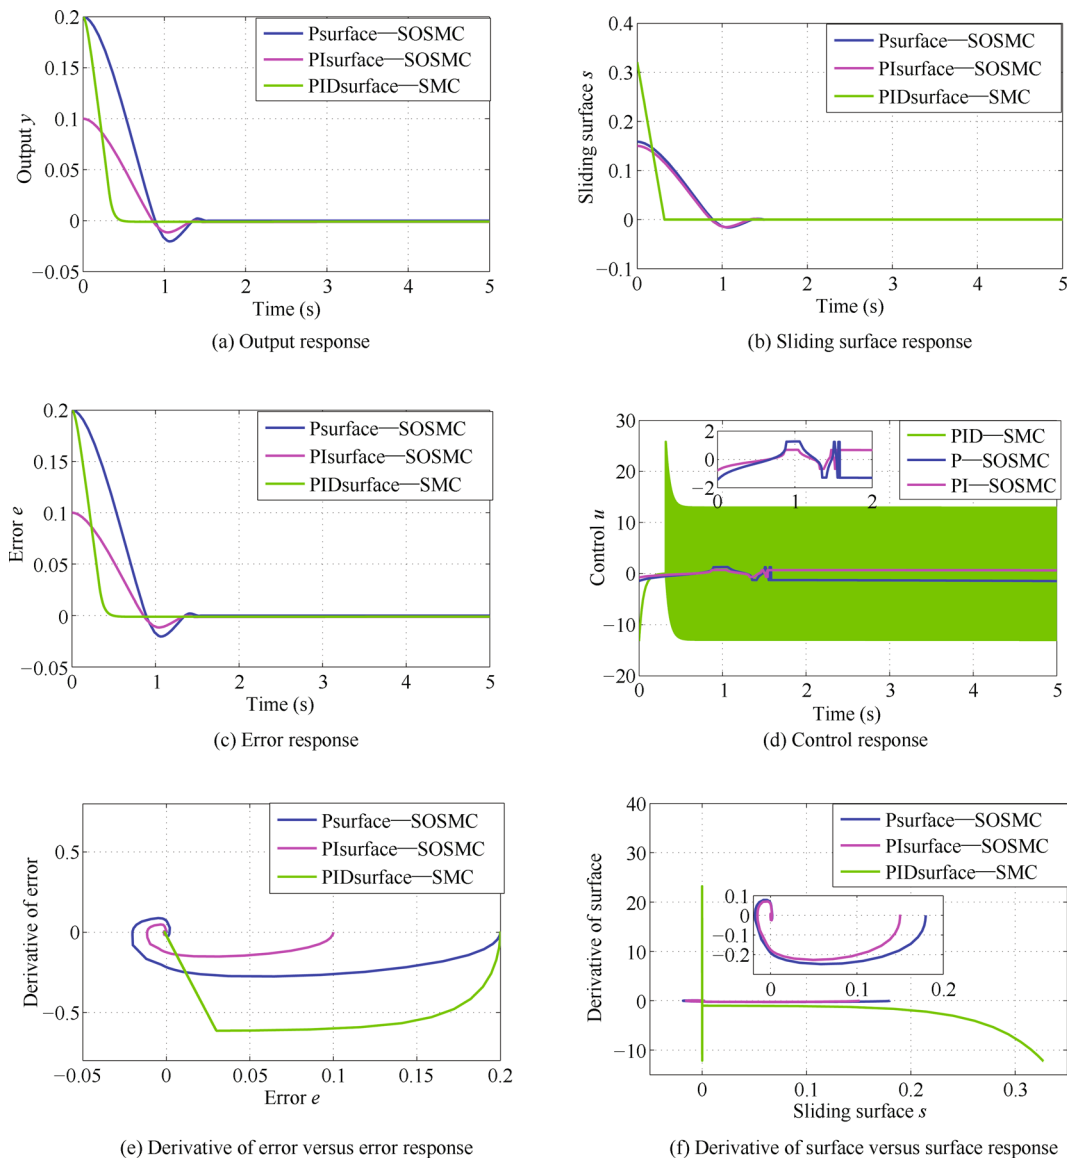 0.2
0.15
0.1
0.05
0
−0.05
Output y
Psurface—SOSMC
PIsurface—SOSMC
PIDsurface—SMC
0 1 2 3 4 5
Time (s)
(a) Output response
0.4
0.3
0.2
0.1
0
−0.1
Sliding surface s
Psurface—SOSMC
PIsurface—SOSMC
PIDsurface—SMC
0 1 2 3 4 5
Time (s)
(b) Sliding surface response
0.2
0.15
0.1
0.05
0
−0.05
Error e
Psurface—SOSMC
PIsurface—SOSMC
PIDsurface—SMC
0 1 2 3 4 5
Time (s)
(c) Error response
30
20
10
0
−10
−20
Control u
2
0
−2
0 1 2
PID—SMC
P—SOSMC
PI—SOSMC
0 1 2 3 4 5
Time (s)
(d) Control response
0.5
0
−0.5
Derivative of error
Psurface—SOSMC
PIsurface—SOSMC
PIDsurface—SMC
−0.05 0 0.05 0.1 0.15 0.2
Error e
(e) Derivative of error versus error response
40
30
20
10
0
−10
Derivative of surface
Psurface—SOSMC
PIsurface—SOSMC
PIDsurface—SMC
0.1
0
−0.1
−0.2
0 0.1 0.2
0 0.1 0.2 0.3
Sliding surface s
(f) Derivative of surface versus surface response